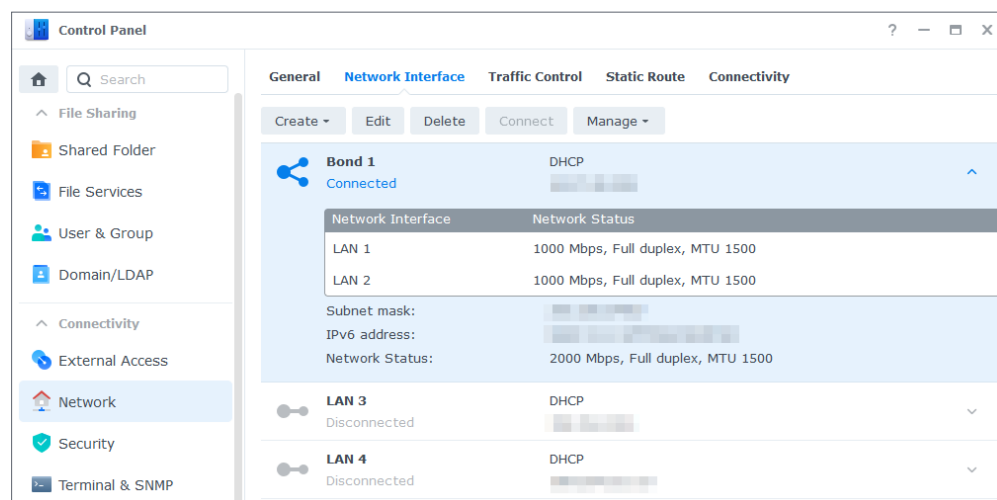 Control Panel
?
Search
File Sharing
Shared Folder
File Services
User & Group
Domain/LDAP
Connectivity
External Access
Network
Security
Terminal & SNMP
General Network Interface Traffic Control Static Route Connectivity
Create Edit Delete Connect Manage
Bond 1 DHCP
Connected
Network Interface Network Status
LAN 1 1000 Mbps, Full duplex, MTU 1500
LAN 2 1000 Mbps, Full duplex, MTU 1500
Subnet mask:
IPv6 address:
Network Status: 2000 Mbps, Full duplex, MTU 1500
LAN 3 DHCP
Disconnected
LAN 4 DHCP
Disconnected